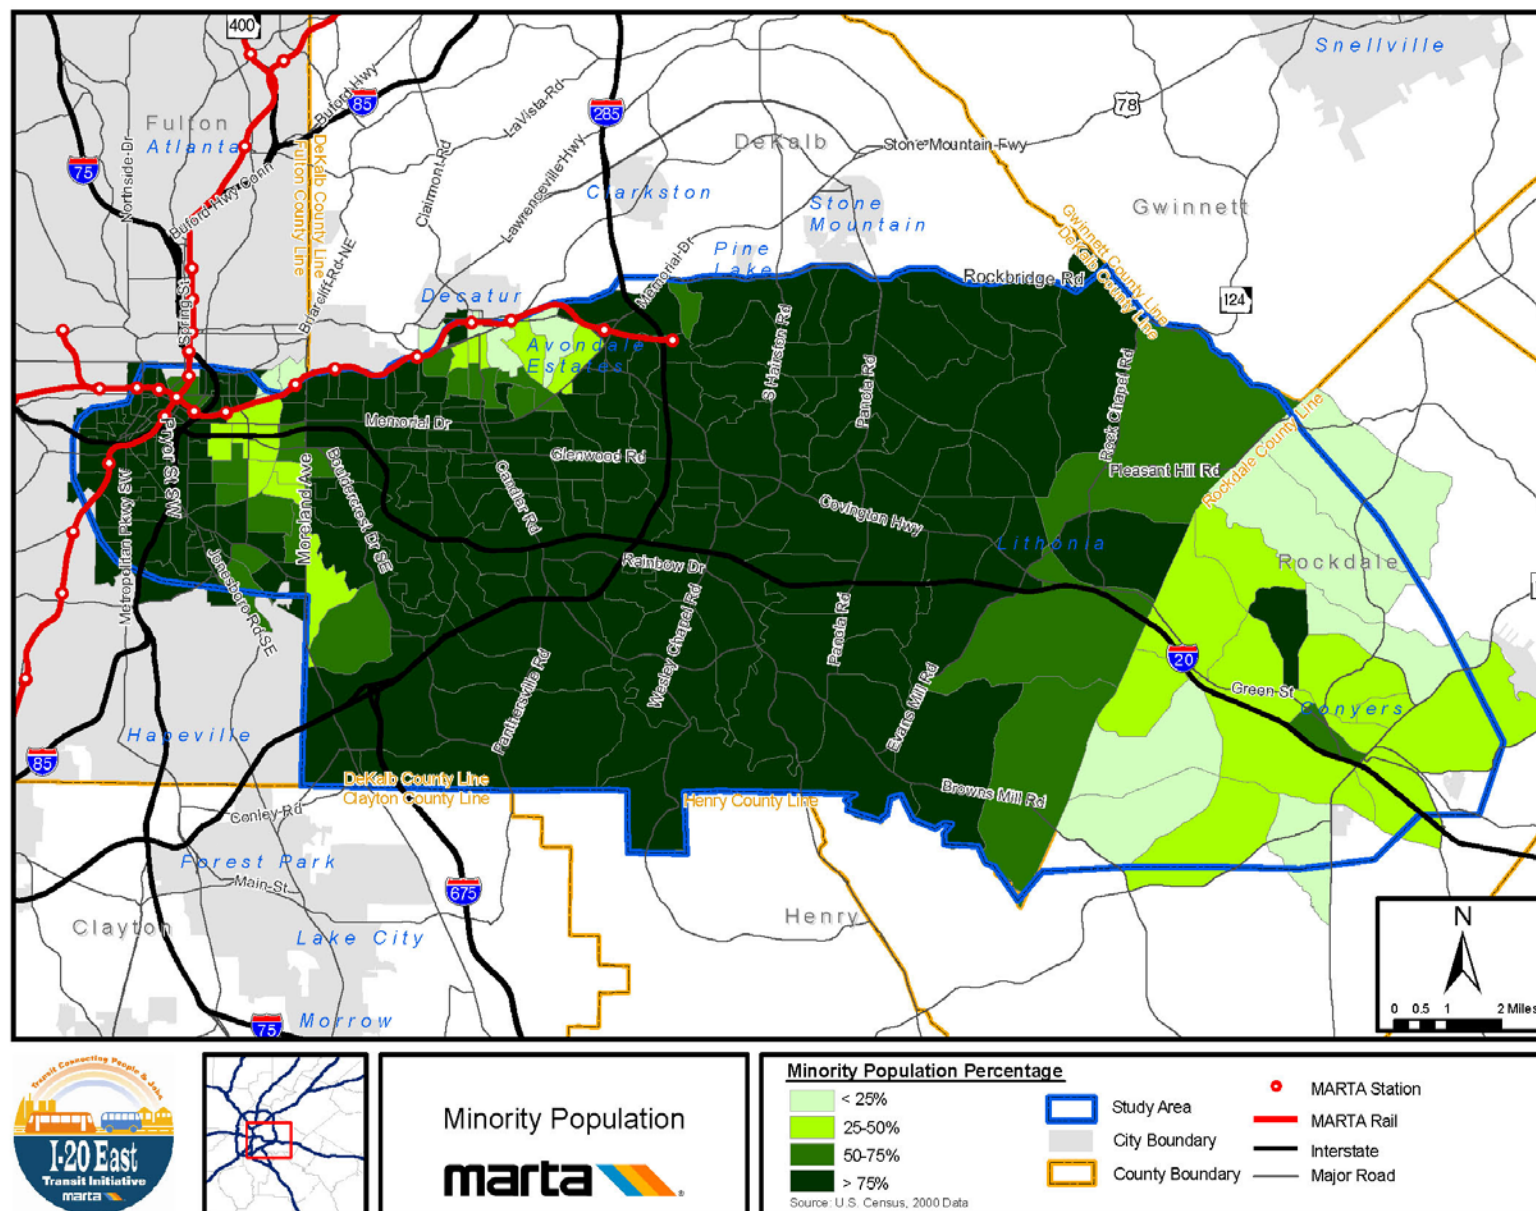 400
Snellville
85
Buford Hwy
LaVista-Rd
285
78
Fulton
Atlanta
DeKalb
Stone Mountain-Fwy
75
Northside-Dr
DeKalb County Line
Fulton County Line
Clairmont-Rd
Lawrenceville-Hwy
Clarkston
Stone
Mountain
Gwinnett
Buford Hwy Conn
Gwinnett County Line
DeKalb County Line
Pine
Lake
Memorial-Dr
Rockbridge Rd
Briarcliff-Rd-NE
Decatur
124
Spring-St
Avondale
Estates
S Hairston Rd
Panola Rd
Rock Chapel Rd
Memorial Dr
Pryor St SW
Glenwood Rd
Moreland Ave
Bouldercrest Dr SE
Candler Rd
Pleasant Hill Rd
Rockdale County Line
Metropolitan Pkwy SW
Covington Hwy
Lithonia
Rockdale
Jonesboro-Rd-SE
Rainbow Dr
Wesley Chapel Rd
Panola Rd
20
Green-St
Conyers
Panthersville Rd
Evans Mill Rd
Hapeville
85
DeKalb County Line
Clayton County Line
Henry County Line
Browns Mill Rd
Conley-Rd
Forest Park
Main-St
675
Clayton
Lake City
Henry
N
Morrow
75
0 0.5 1 2 Miles
Transit Connecting People & Jobs
I-20 East
Transit Initiative
marta
Minority Population
marta
Minority Population Percentage
< 25%
25-50%
50-75%
> 75%
Source: U.S. Census, 2000 Data
Study Area
City Boundary
County Boundary
MARTA Station
MARTA Rail
Interstate
Major Road